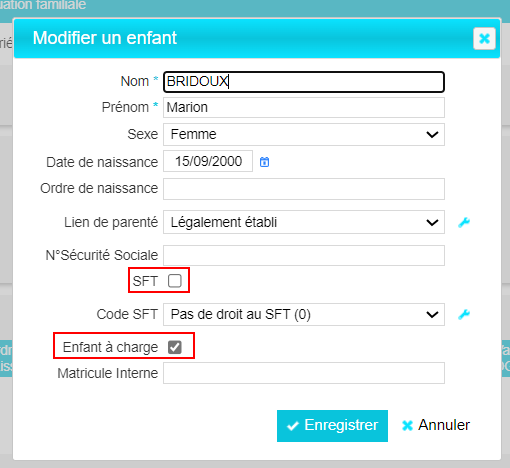 uation familiale
Modifier un enfant
Nom * BRIDOUX
Prénom * Marion
Sexe Femme
Date de naissance 15/09/2000
Ordre de naissance
Lien de parenté Légalement établi
N°Sécurité Sociale
SFT
Code SFT Pas de droit au SFT (0)
Enfant à charge
Matricule Interne
Enregistrer Annuler